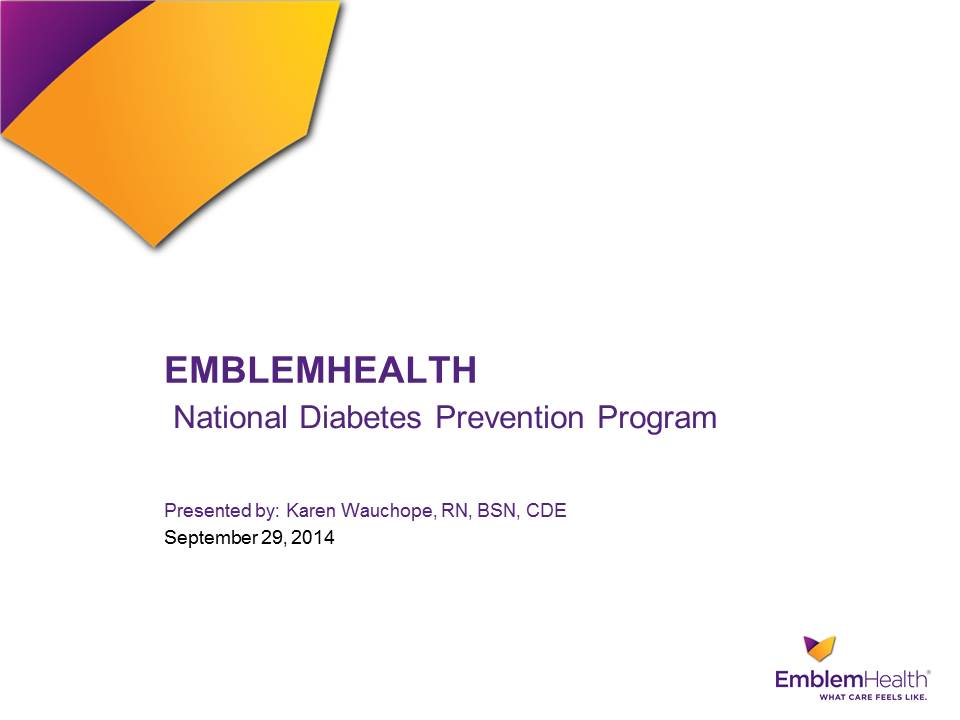 EMBLEMHEALTH
National Diabetes Prevention Program
Presented by: Karen Wauchope, RN, BSN, CDE
September 29, 2014
EmblemHealth®
WHAT CARE FEELS LIKE.